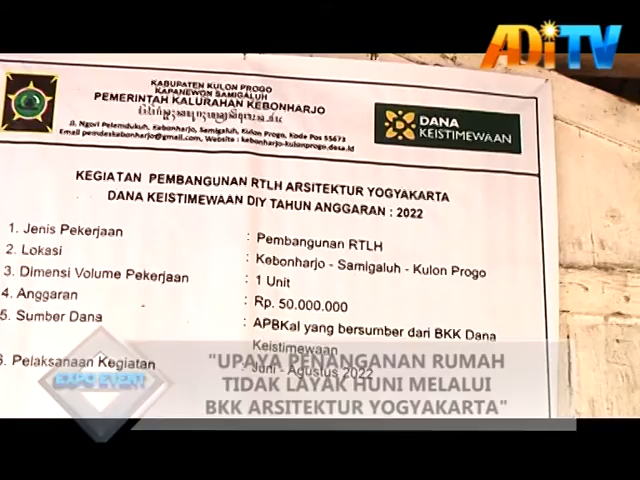 ADiTV
KABUPATEN KULON PROGO
KAPANEWON SAMIGALUH
PEMERINTAH KALURAHAN KEBONHARJO
Jl. Ngori Pelemdukuh, Kebonharjo, Samigaluh, Kulon Progo, Kode Pos 55673
Email pemdeskebonharjo@gmail.com, Website : kebonharjo-kulonprogo.desa.id
DANA
KEISTIMEWAAN
KEGIATAN PEMBANGUNAN RTLH ARSITEKTUR YOGYAKARTA
DANA KEISTIMEWAAN DIY TAHUN ANGGARAN : 2022
1. Jenis Pekerjaan : Pembangunan RTLH
2. Lokasi : Kebonharjo - Samigaluh - Kulon Progo
3. Dimensi Volume Pekerjaan : 1 Unit
4. Anggaran : Rp. 50.000.000
5. Sumber Dana : APBKal yang bersumber dari BKK Dana
Keistimewaan
6. Pelaksanaan Kegiatan : Juni - Agustus 2022
EXPO EVENT
"UPAYA PENANGANAN RUMAH
TIDAK LAYAK HUNI MELALUI
BKK ARSITEKTUR YOGYAKARTA"